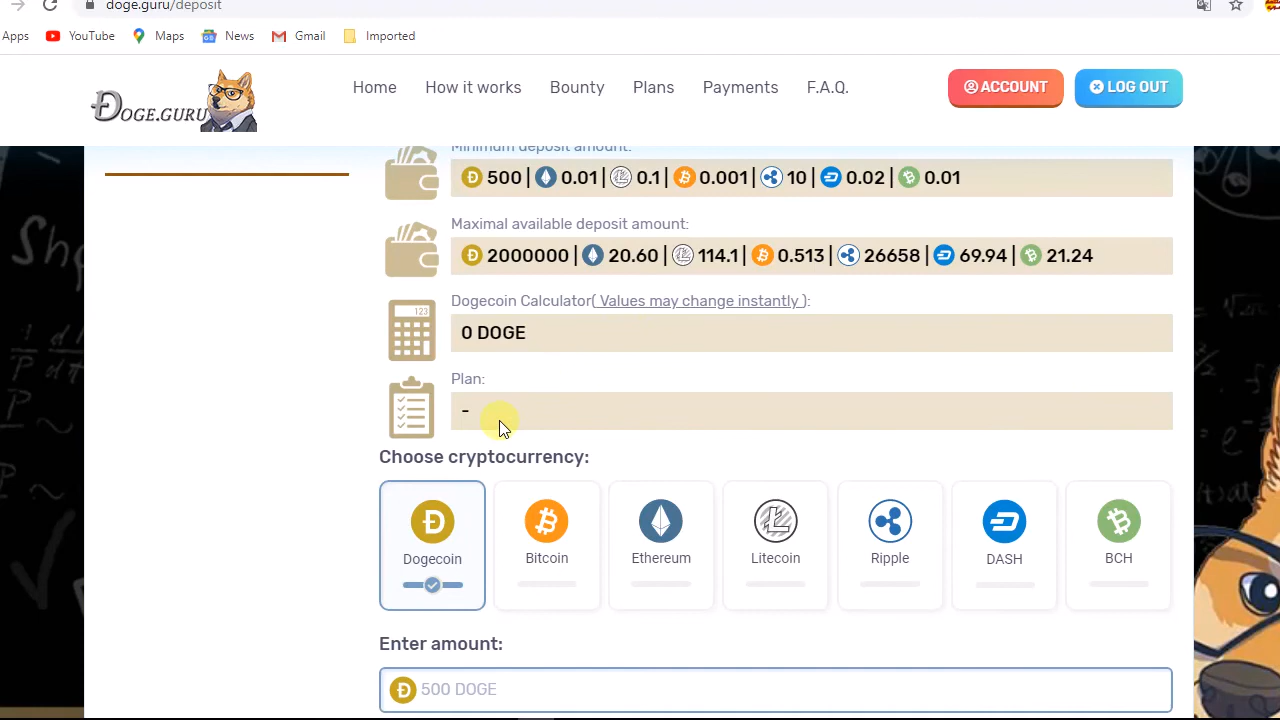 doge.guru/deposit
Apps YouTube Maps News Gmail Imported
ĐOGE.GURU Home How it works Bounty Plans Payments F.A.Q. ACCOUNT LOG OUT
Minimum deposit amount:
500 | 0.01 | 0.1 | 0.001 | 10 | 0.02 | 0.01
Maximal available deposit amount:
2000000 | 20.60 | 114.1 | 0.513 | 26658 | 69.94 | 21.24
Dogecoin Calculator( Values may change instantly ):
0 DOGE
Plan:
-
Choose cryptocurrency:
Dogecoin Bitcoin Ethereum Litecoin Ripple DASH BCH
Enter amount:
500 DOGE